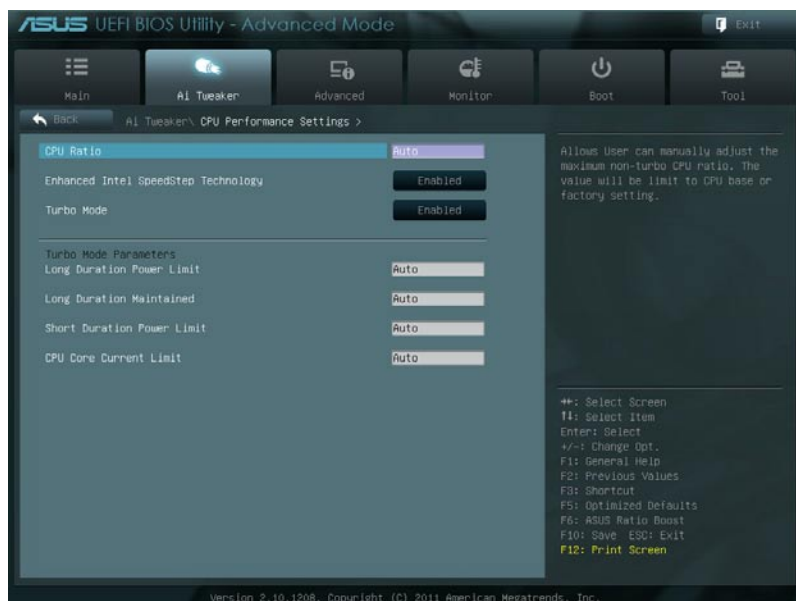 ASUS UEFI BIOS Utility - Advanced Mode
Exit
Main
Ai Tweaker
Advanced
Monitor
Boot
Tool
Back
Ai Tweaker\ CPU Performance Settings >
CPU Ratio
Auto
Enhanced Intel SpeedStep Technology
Enabled
Turbo Mode
Enabled
Turbo Mode Parameters
Long Duration Power Limit
Auto
Long Duration Maintained
Auto
Short Duration Power Limit
Auto
CPU Core Current Limit
Auto
Allows User can manually adjust the
maximum non-turbo CPU ratio. The
value will be limit to CPU base or
factory setting.
→←: Select Screen
↑↓: Select Item
Enter: Select
+/-: Change Opt.
F1: General Help
F2: Previous Values
F3: Shortcut
F5: Optimized Defaults
F6: ASUS Ratio Boost
F10: Save ESC: Exit
F12: Print Screen
Version 2.10.1208. Copyright (C) 2011 American Megatrends, Inc.